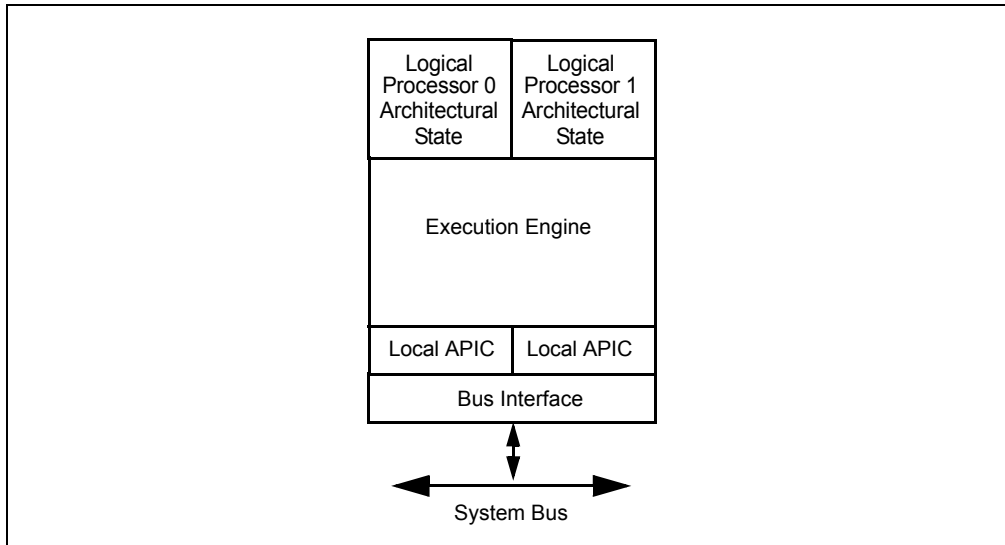 Logical
Processor 0
Architectural
State
Logical
Processor 1
Architectural
State
Execution Engine
Local APIC
Local APIC
Bus Interface
System Bus